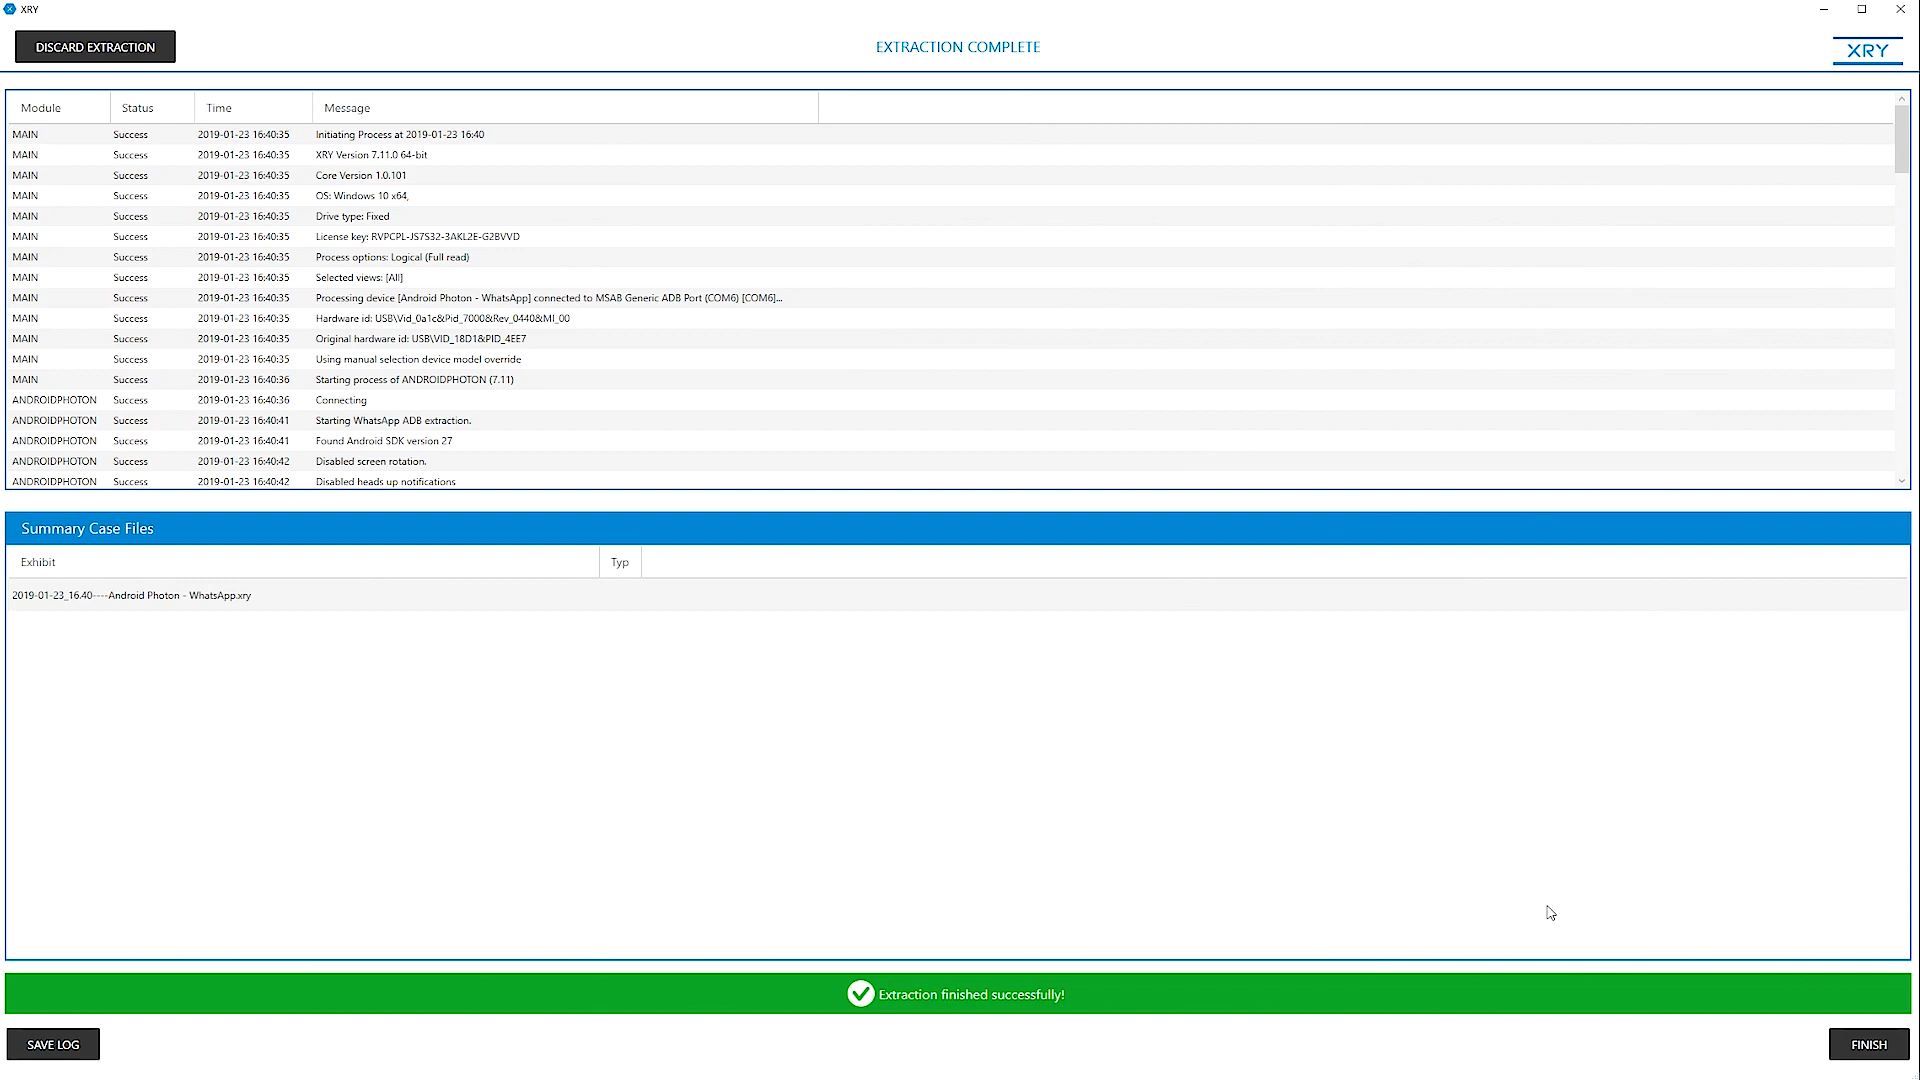 XRY
DISCARD EXTRACTION
EXTRACTION COMPLETE
XRY
Module Status Time Message
MAIN Success 2019-01-23 16:40:35 Initiating Process at 2019-01-23 16:40
MAIN Success 2019-01-23 16:40:35 XRY Version 7.11.0 64-bit
MAIN Success 2019-01-23 16:40:35 Core Version 1.0.101
MAIN Success 2019-01-23 16:40:35 OS: Windows 10 x64,
MAIN Success 2019-01-23 16:40:35 Drive type: Fixed
MAIN Success 2019-01-23 16:40:35 License key: RVPCPL-JS7S32-3AKL2E-G2BVVD
MAIN Success 2019-01-23 16:40:35 Process options: Logical (Full read)
MAIN Success 2019-01-23 16:40:35 Selected views: [All]
MAIN Success 2019-01-23 16:40:35 Processing device [Android Photon - WhatsApp] connected to MSAB Generic ADB Port (COM6) [COM6]...
MAIN Success 2019-01-23 16:40:35 Hardware id: USB\Vid_0a1c&Pid_7000&Rev_0440&MI_00
MAIN Success 2019-01-23 16:40:35 Original hardware id: USB\VID_18D1&PID_4EE7
MAIN Success 2019-01-23 16:40:35 Using manual selection device model override
MAIN Success 2019-01-23 16:40:36 Starting process of ANDROIDPHOTON (7.11)
ANDROIDPHOTON Success 2019-01-23 16:40:36 Connecting
ANDROIDPHOTON Success 2019-01-23 16:40:41 Starting WhatsApp ADB extraction.
ANDROIDPHOTON Success 2019-01-23 16:40:41 Found Android SDK version 27
ANDROIDPHOTON Success 2019-01-23 16:40:42 Disabled screen rotation.
ANDROIDPHOTON Success 2019-01-23 16:40:42 Disabled heads up notifications
Summary Case Files
Exhibit Typ
2019-01-23_16.40----Android Photon - WhatsApp.xry
Extraction finished successfully!
SAVE LOG
FINISH